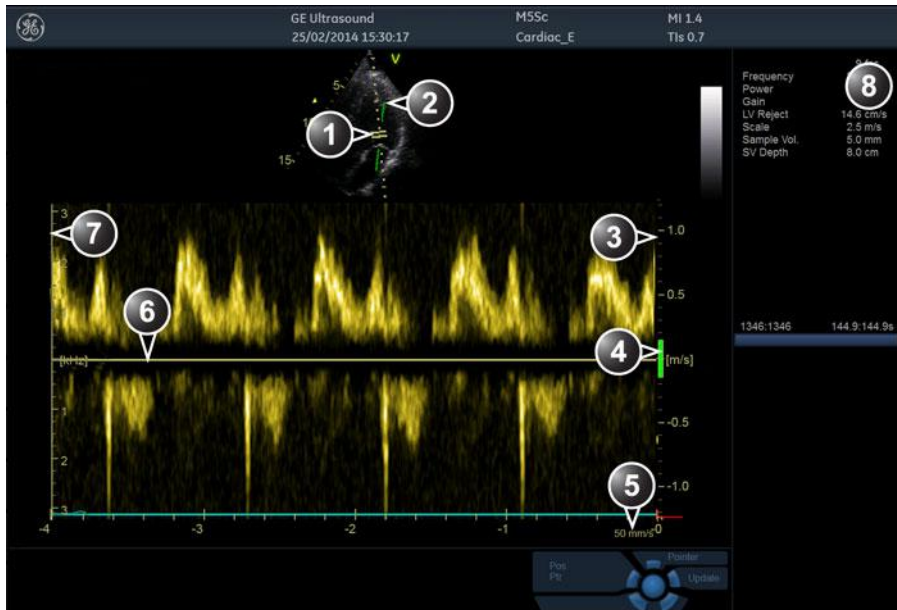 GE Ultrasound M5Sc MI 1.4
25/02/2014 15:30:17 Cardiac_E TIs 0.7
V
5
15
1
2
8
Frequency
Power
Gain
LV Reject 14.6 cm/s
Scale 2.5 m/s
Sample Vol. 5.0 mm
SV Depth 8.0 cm
3
7
3
1.0
6
0.5
1346:1346 144.9:144.9s
4
[kHz] [m/s]
1
-0.5
2
5
-1.0
3
-4 -3 -2 -1 -0
50 mm/s
Pos Pointer
Ptr Update